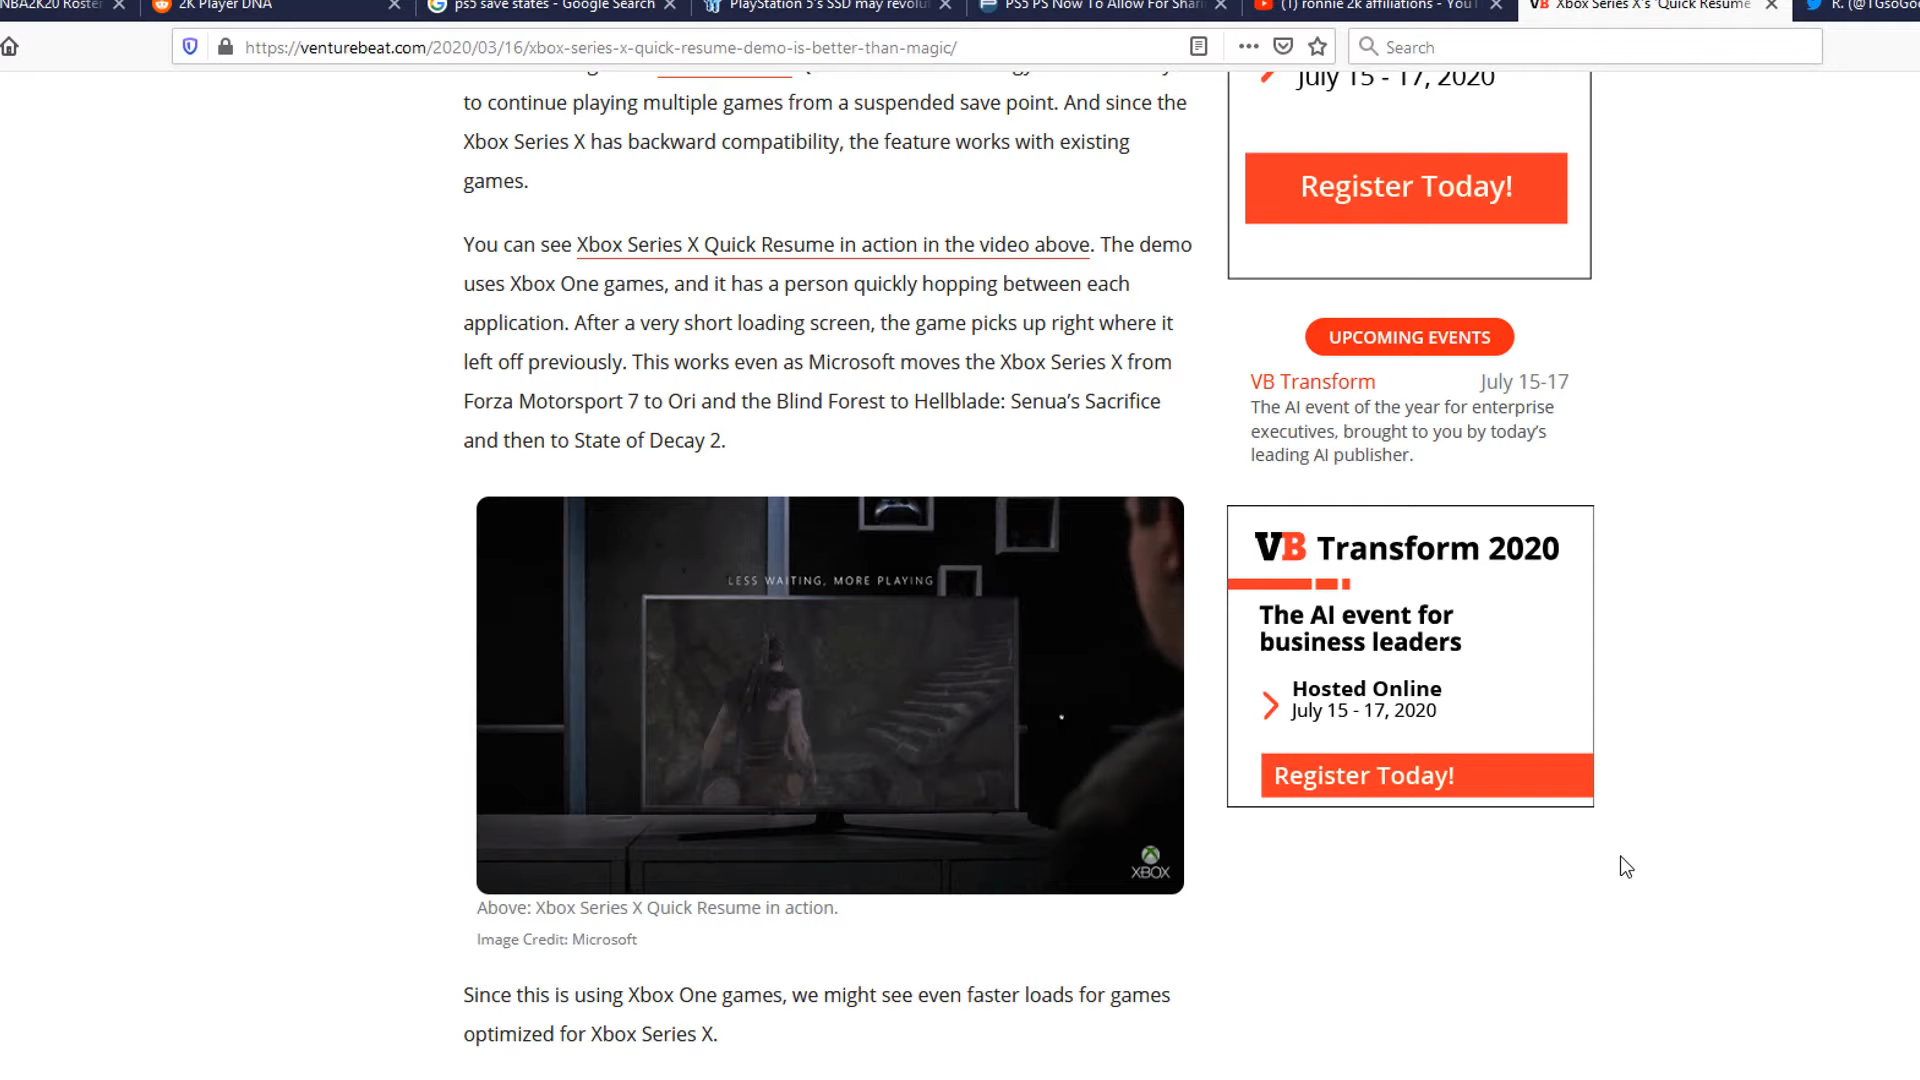 NBA2K20 Roster
2K Player DNA
ps5 save states - Google Search
PlayStation 5's SSD may revolu
PS5 PS Now To Allow For Shari
(1) ronnie 2k affiliations - YouT
VB Xbox Series X's 'Quick Resume'
R. (@TGsoGo
https://venturebeat.com/2020/03/16/xbox-series-x-quick-resume-demo-is-better-than-magic/
Search
to continue playing multiple games from a suspended save point. And since the
Xbox Series X has backward compatibility, the feature works with existing
games.
You can see Xbox Series X Quick Resume in action in the video above. The demo
uses Xbox One games, and it has a person quickly hopping between each
application. After a very short loading screen, the game picks up right where it
left off previously. This works even as Microsoft moves the Xbox Series X from
Forza Motorsport 7 to Ori and the Blind Forest to Hellblade: Senua's Sacrifice
and then to State of Decay 2.
LESS WAITING, MORE PLAYING
XBOX
Above: Xbox Series X Quick Resume in action.
Image Credit: Microsoft
Since this is using Xbox One games, we might see even faster loads for games
optimized for Xbox Series X.
July 15 - 17, 2020
Register Today!
UPCOMING EVENTS
VB Transform July 15-17
The AI event of the year for enterprise
executives, brought to you by today's
leading AI publisher.
VB Transform 2020
The AI event for
business leaders
Hosted Online
July 15 - 17, 2020
Register Today!